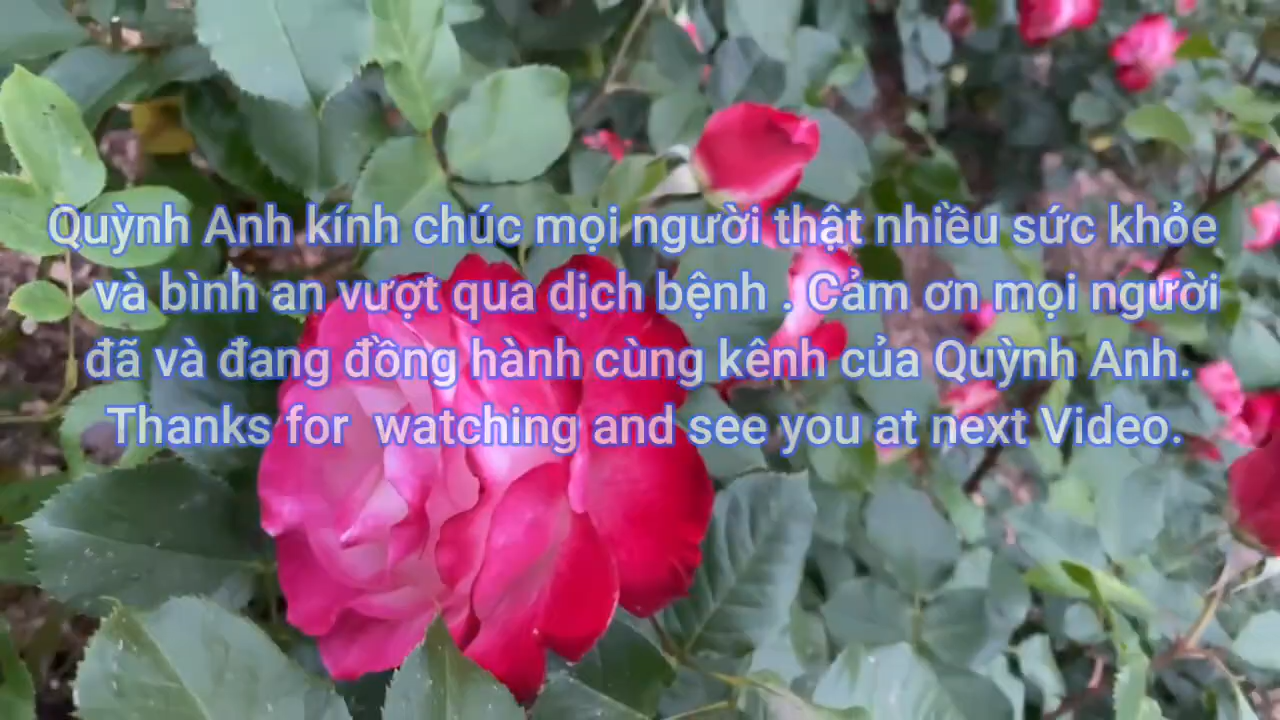 Quỳnh Anh kính chúc mọi người thật nhiều sức khỏe
và bình an vượt qua dịch bệnh . Cảm ơn mọi người
đã và đang đồng hành cùng kênh của Quỳnh Anh.
Thanks for  watching and see you at next Video.